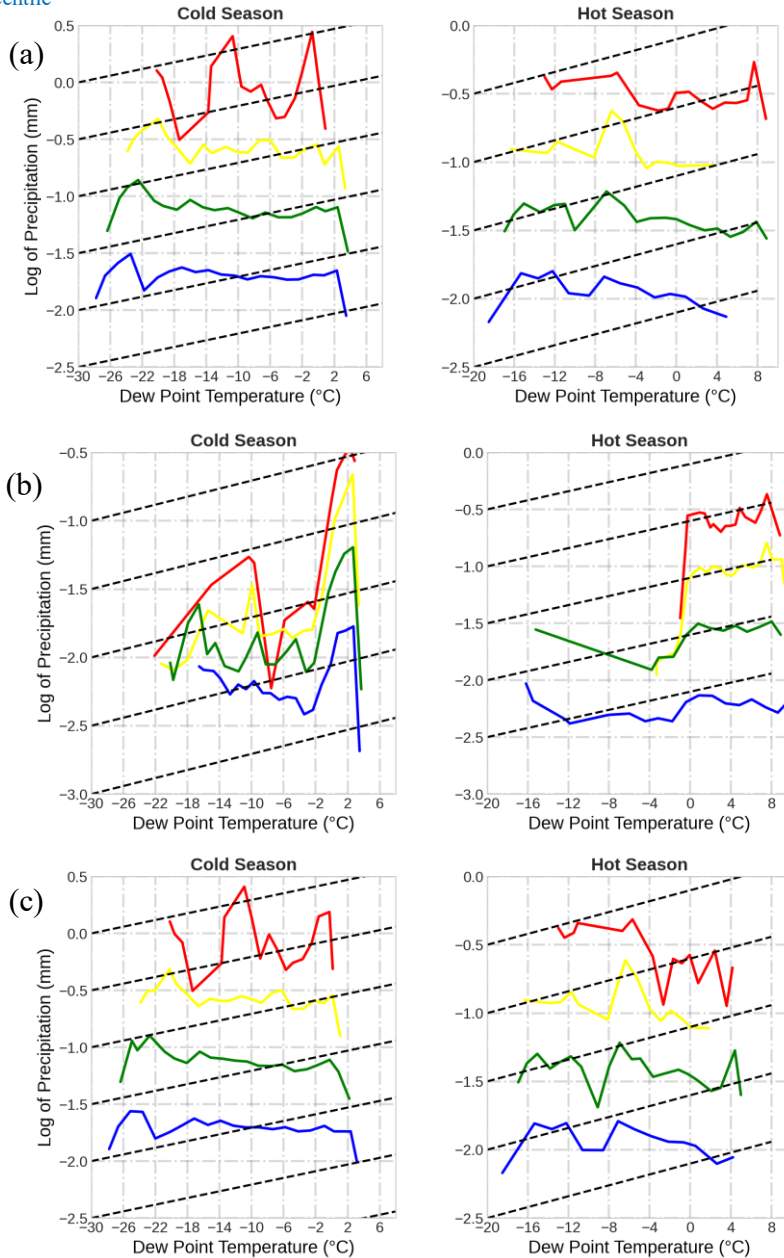 Cold Season
Hot Season
(a)
Log of Precipitation (mm)
0.5
0.0
−0.5
−1.0
−1.5
−2.0
−2.5
−30 −26 −22 −18 −14 −10 −6 −2 2 6
Dew Point Temperature (°C)
0.0
−0.5
−1.0
−1.5
−2.0
−2.5
−20 −16 −12 −8 −4 0 4 8
Dew Point Temperature (°C)
Cold Season
Hot Season
(b)
Log of Precipitation (mm)
−0.5
−1.0
−1.5
−2.0
−2.5
−3.0
−30 −26 −22 −18 −14 −10 −6 −2 2 6
Dew Point Temperature (°C)
0.0
−0.5
−1.0
−1.5
−2.0
−2.5
−3.0
−20 −16 −12 −8 −4 0 4 8
Dew Point Temperature (°C)
Cold Season
Hot Season
(c)
Log of Precipitation (mm)
0.5
0.0
−0.5
−1.0
−1.5
−2.0
−2.5
−30 −26 −22 −18 −14 −10 −6 −2 2 6
Dew Point Temperature (°C)
0.0
−0.5
−1.0
−1.5
−2.0
−2.5
−20 −16 −12 −8 −4 0 4 8
Dew Point Temperature (°C)